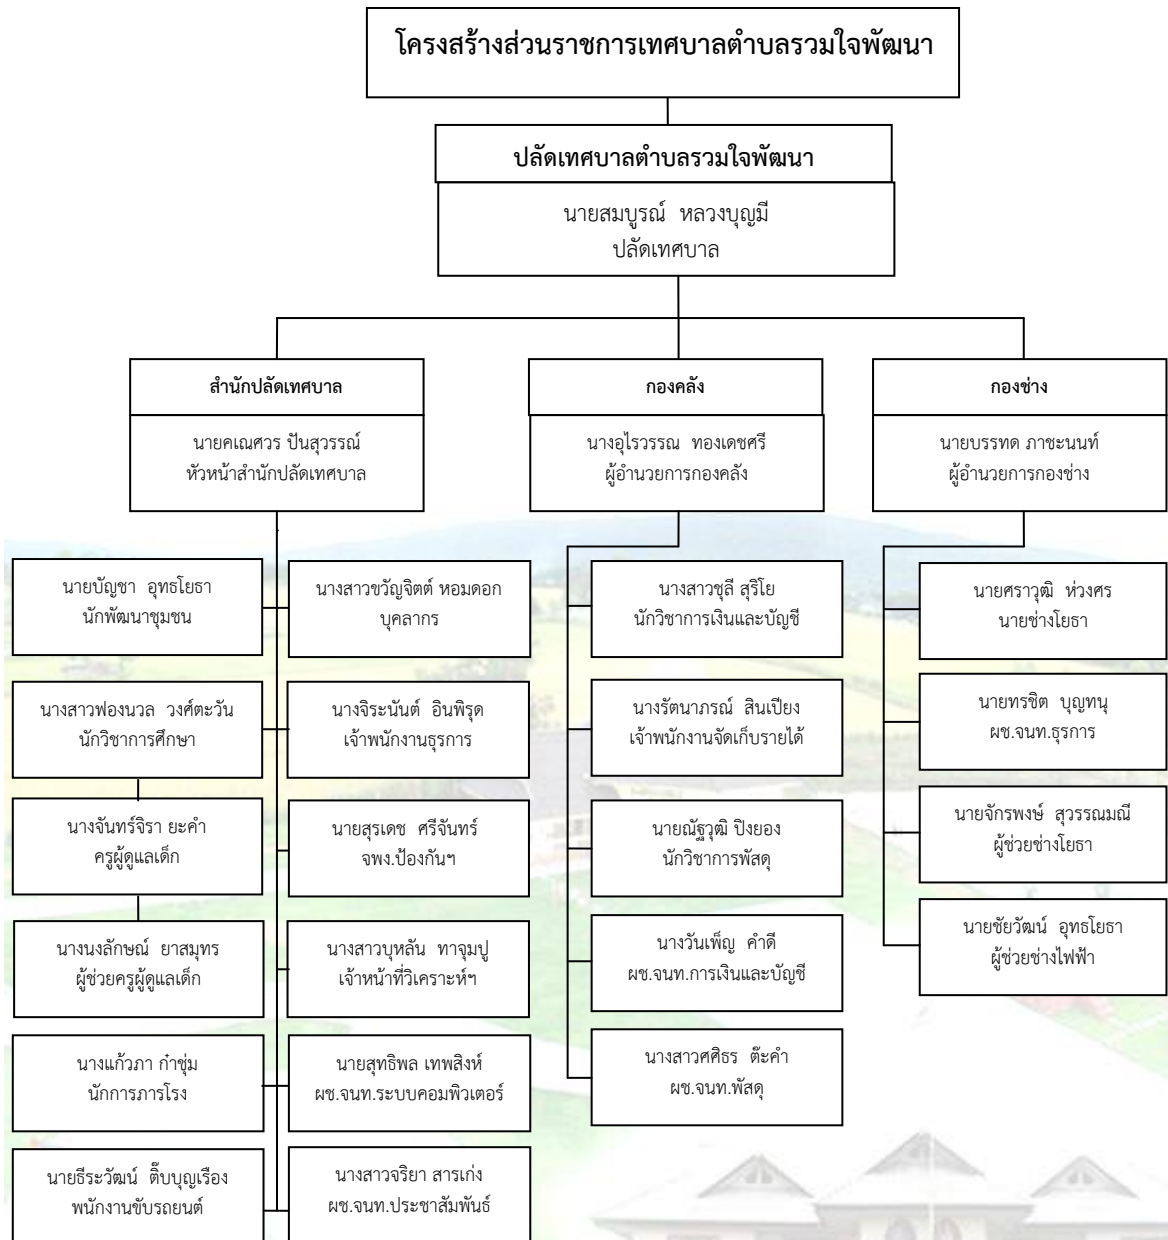 โครงสร้างส่วนราชการเทศบาลตำบลรวมใจพัฒนา
ปลัดเทศบาลตำบลรวมใจพัฒนา
นายสมบูรณ์ หลวงบุญมี
ปลัดเทศบาล
สำนักปลัดเทศบาล
นายคเณศวร ปันสุวรรณ์
หัวหน้าสำนักปลัดเทศบาล
กองคลัง
นางอุไรวรรณ ทองเดชศรี
ผู้อำนวยการกองคลัง
กองช่าง
นายบรรทด ภาชะนนท์
ผู้อำนวยการกองช่าง
นายบัญชา อุทธโยธา
นักพัฒนาชุมชน
นางสาวขวัญจิตต์ หอมดอก
บุคลากร
นางสาวฟองนวล วงศ์ตะวัน
นักวิชาการศึกษา
นางจิระนันต์ อินพิรุด
เจ้าพนักงานธุรการ
นางจันทร์จิรา ยะคำ
ครูผู้ดูแลเด็ก
นายสุรเดช ศรีจันทร์
จพง.ป้องกันฯ
นางนงลักษณ์ ยาสมุทร
ผู้ช่วยครูผู้ดูแลเด็ก
นางสาวบุหลัน ทาจุมปู
เจ้าหน้าที่วิเคราะห์ฯ
นางแก้วภา ก๋าชุ่ม
นักการภารโรง
นายสุทธิพล เทพสิงห์
ผช.จนท.ระบบคอมพิวเตอร์
นายธีระวัฒน์ ติ๊บบุญเรือง
พนักงานขับรถยนต์
นางสาวจริยา สารเก่ง
ผช.จนท.ประชาสัมพันธ์
นางสาวชุลี สุริโย
นักวิชาการเงินและบัญชี
นางรัตนาภรณ์ สินเปียง
เจ้าพนักงานจัดเก็บรายได้
นายณัฐวุฒิ ปิงยอง
นักวิชาการพัสดุ
นางวันเพ็ญ คำดี
ผช.จนท.การเงินและบัญชี
นางสาวศศิธร ต๊ะคำ
ผช.จนท.พัสดุ
นายศราวุฒิ ห่วงศร
นายช่างโยธา
นายทรชิต บุญทนุ
ผช.จนท.ธุรการ
นายจักรพงษ์ สุวรรณมณี
ผู้ช่วยช่างโยธา
นายชัยวัฒน์ อุทธโยธา
ผู้ช่วยช่างไฟฟ้า